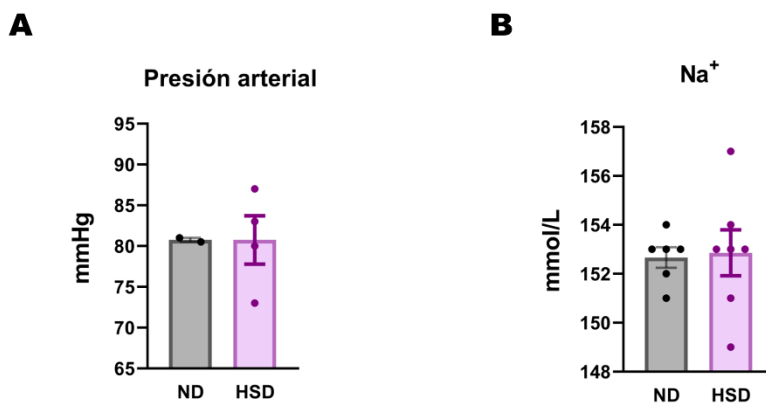 A
Presión arterial
mmHg
95
90
85
80
75
70
65
ND HSD
B
Na⁺
mmol/L
158
156
154
152
150
148
ND HSD